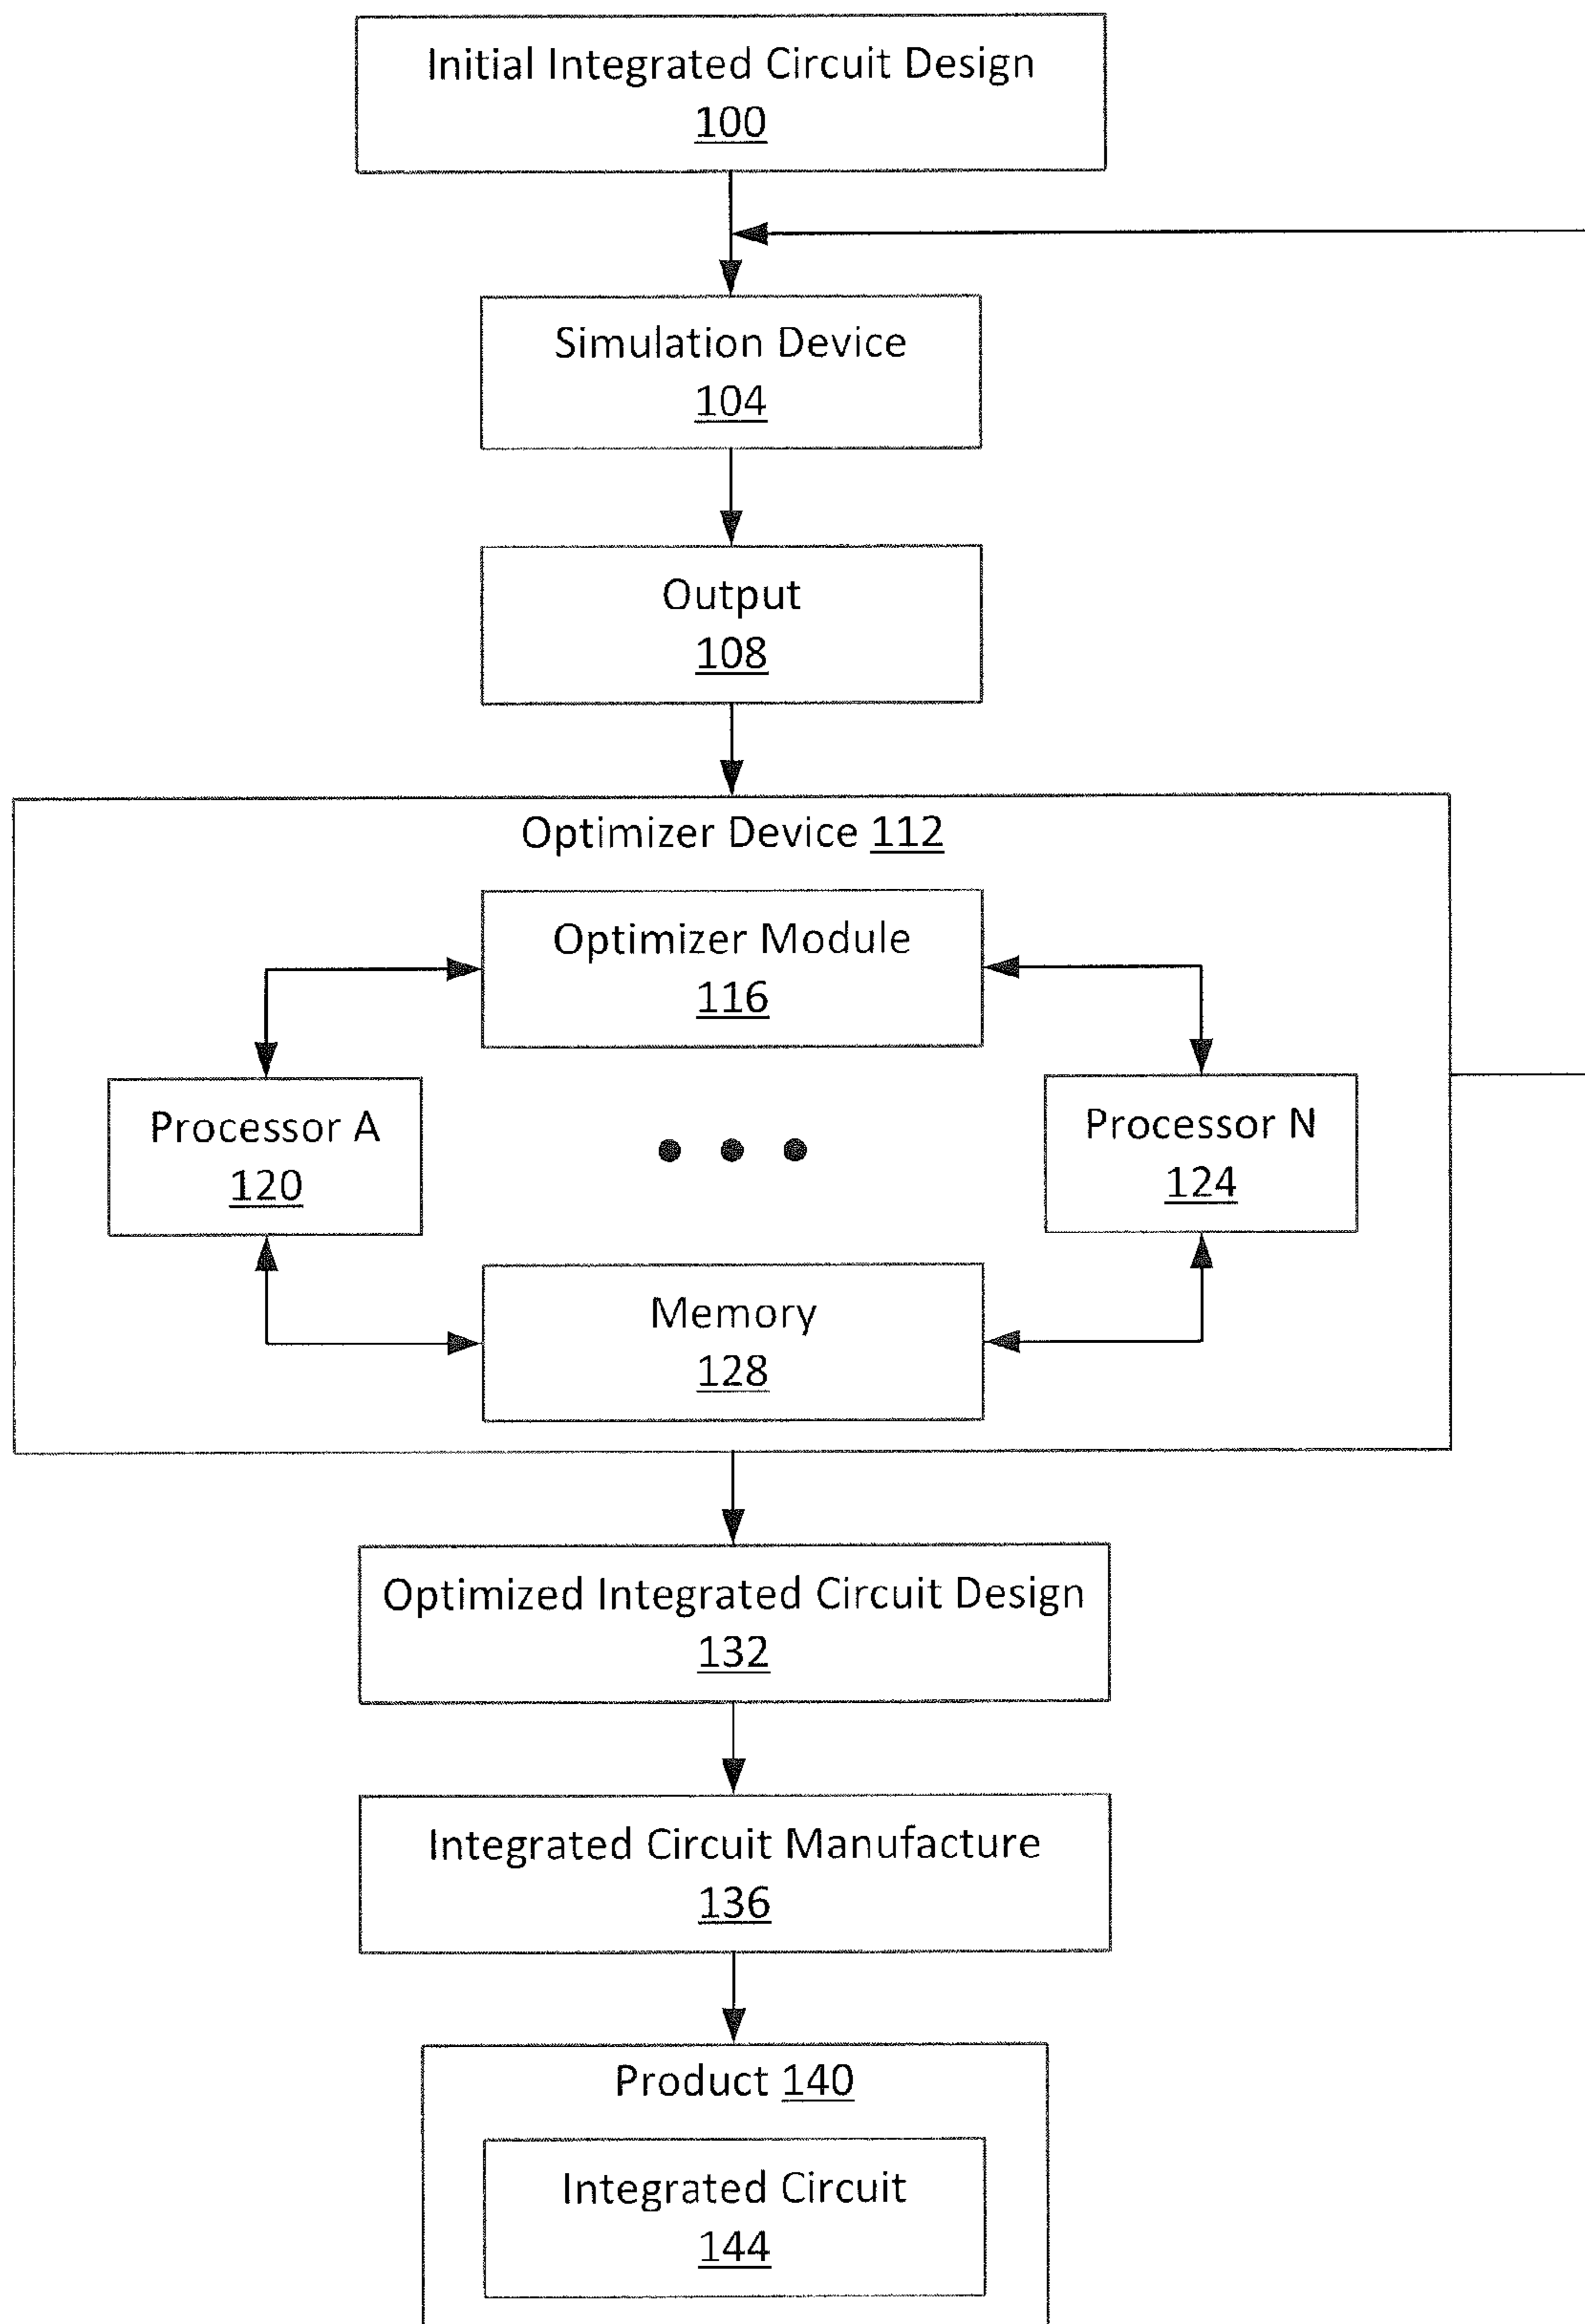 Initial Integrated Circuit Design
100
Simulation Device
104
Output
108
Optimizer Device 112
Optimizer Module
116
Processor A
120
Processor N
124
Memory
128
Optimized Integrated Circuit Design
132
Integrated Circuit Manufacture
136
Product 140
Integrated Circuit
144